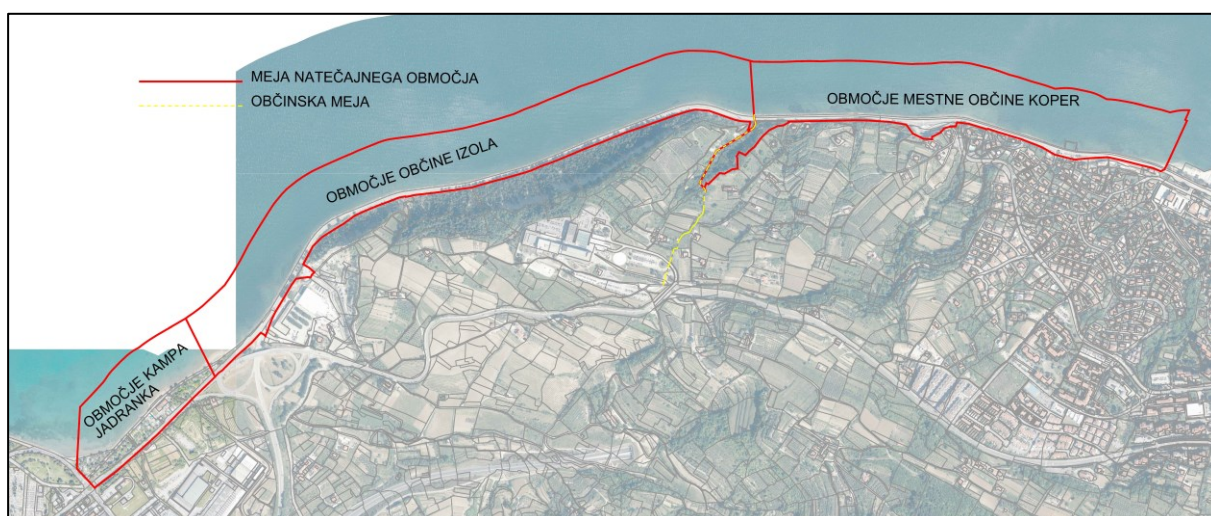 MEJA NATEČAJNEGA OBMOČJA
OBČINSKA MEJA
OBMOČJE MESTNE OBČINE KOPER
OBMOČJE OBČINE IZOLA
OBMOČJE KAMPA
JADRANKA